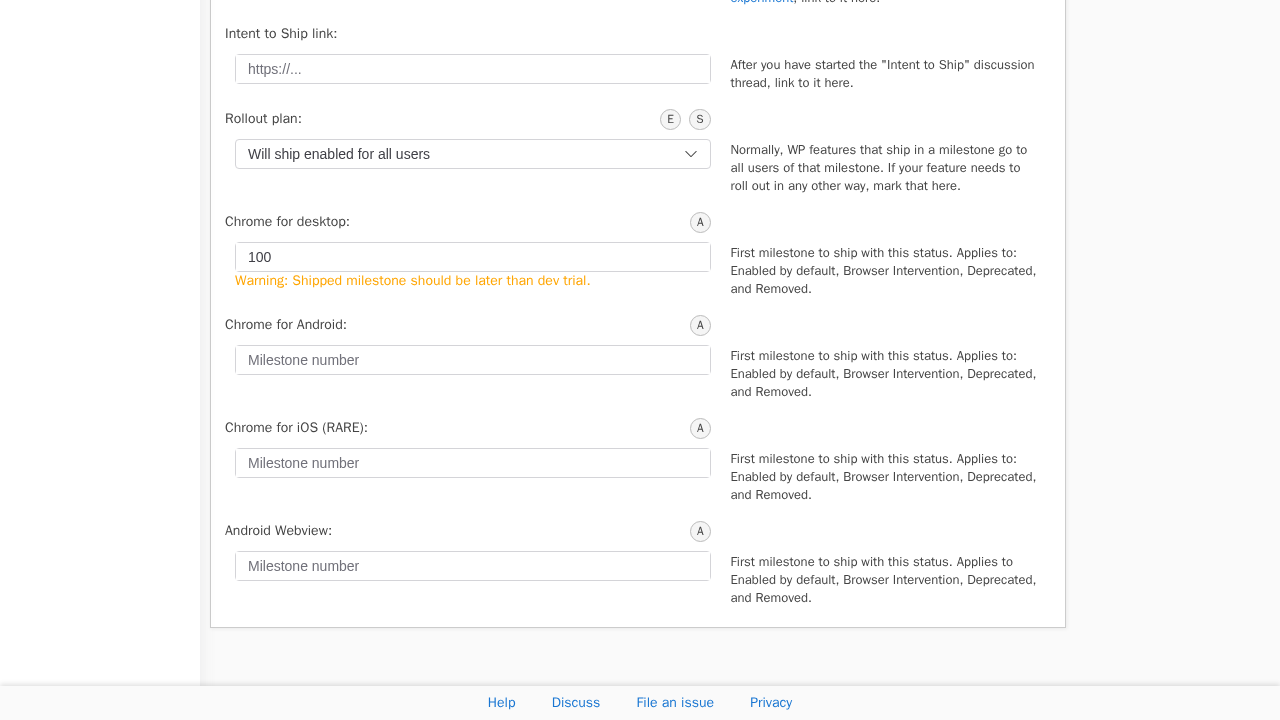 experiment, link to it here.
Intent to Ship link:
https://...
After you have started the "Intent to Ship" discussion
thread, link to it here.
Rollout plan:
E S
Will ship enabled for all users
Normally, WP features that ship in a milestone go to
all users of that milestone. If your feature needs to
roll out in any other way, mark that here.
Chrome for desktop:
A
100
Warning: Shipped milestone should be later than dev trial.
First milestone to ship with this status. Applies to:
Enabled by default, Browser Intervention, Deprecated,
and Removed.
Chrome for Android:
A
Milestone number
First milestone to ship with this status. Applies to:
Enabled by default, Browser Intervention, Deprecated,
and Removed.
Chrome for iOS (RARE):
A
Milestone number
First milestone to ship with this status. Applies to:
Enabled by default, Browser Intervention, Deprecated,
and Removed.
Android Webview:
A
Milestone number
First milestone to ship with this status. Applies to
Enabled by default, Browser Intervention, Deprecated,
and Removed.
Help Discuss File an issue Privacy